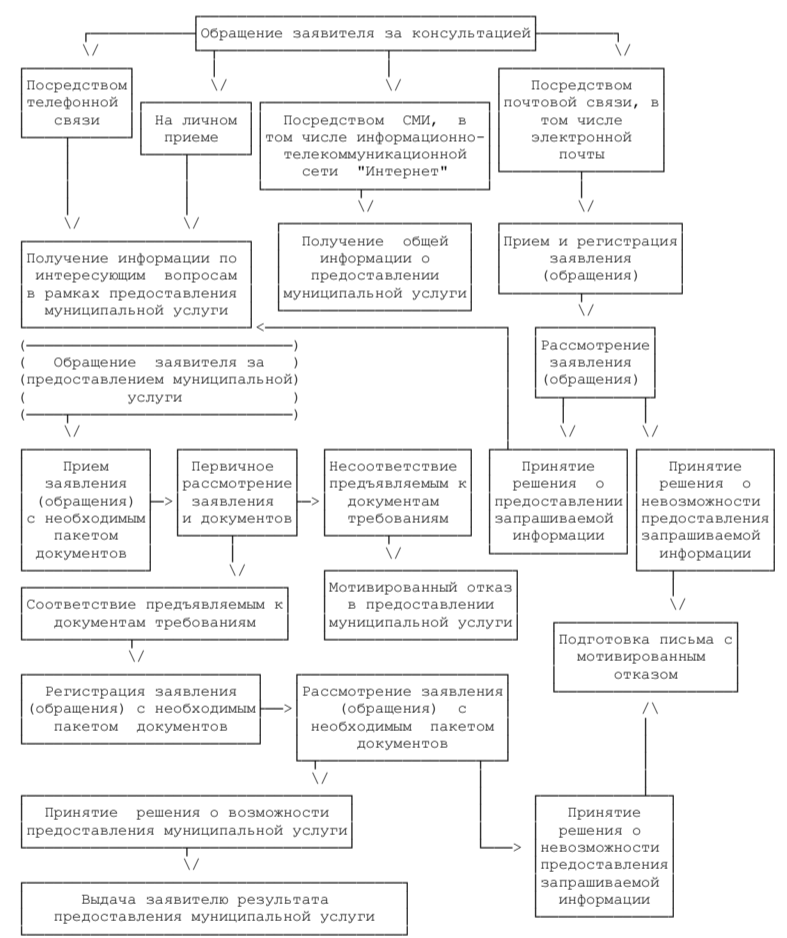 Обращение заявителя за консультацией
Посредством
телефонной
связи
На личном
приеме
Посредством СМИ, в
том числе информационно-
телекоммуникационной
сети "Интернет"
Посредством
почтовой связи, в
том числе
электронной
почты
Получение информации по
интересующим вопросам
в рамках предоставления
муниципальной услуги
Получение общей
информации о
предоставлении
муниципальной услуги
Прием и регистрация
заявления
(обращения)
Рассмотрение
заявления
(обращения)
Обращение заявителя за
предоставлением муниципальной
услуги
Прием
заявления
(обращения)
с необходимым
пакетом
документов
Первичное
рассмотрение
заявления
и документов
Несоответствие
предъявляемым к
документам
требованиям
Принятие
решения о
предоставлении
запрашиваемой
информации
Принятие
решения о
невозможности
предоставления
запрашиваемой
информации
Соответствие предъявляемым к
документам требованиям
Мотивированный отказ
в предоставлении
муниципальной услуги
Подготовка письма с
мотивированным
отказом
Регистрация заявления
(обращения) с необходимым
пакетом документов
Рассмотрение заявления
(обращения) с
необходимым пакетом
документов
Принятие решения о возможности
предоставления муниципальной услуги
Принятие
решения о
невозможности
предоставления
запрашиваемой
информации
Выдача заявителю результата
предоставления муниципальной услуги